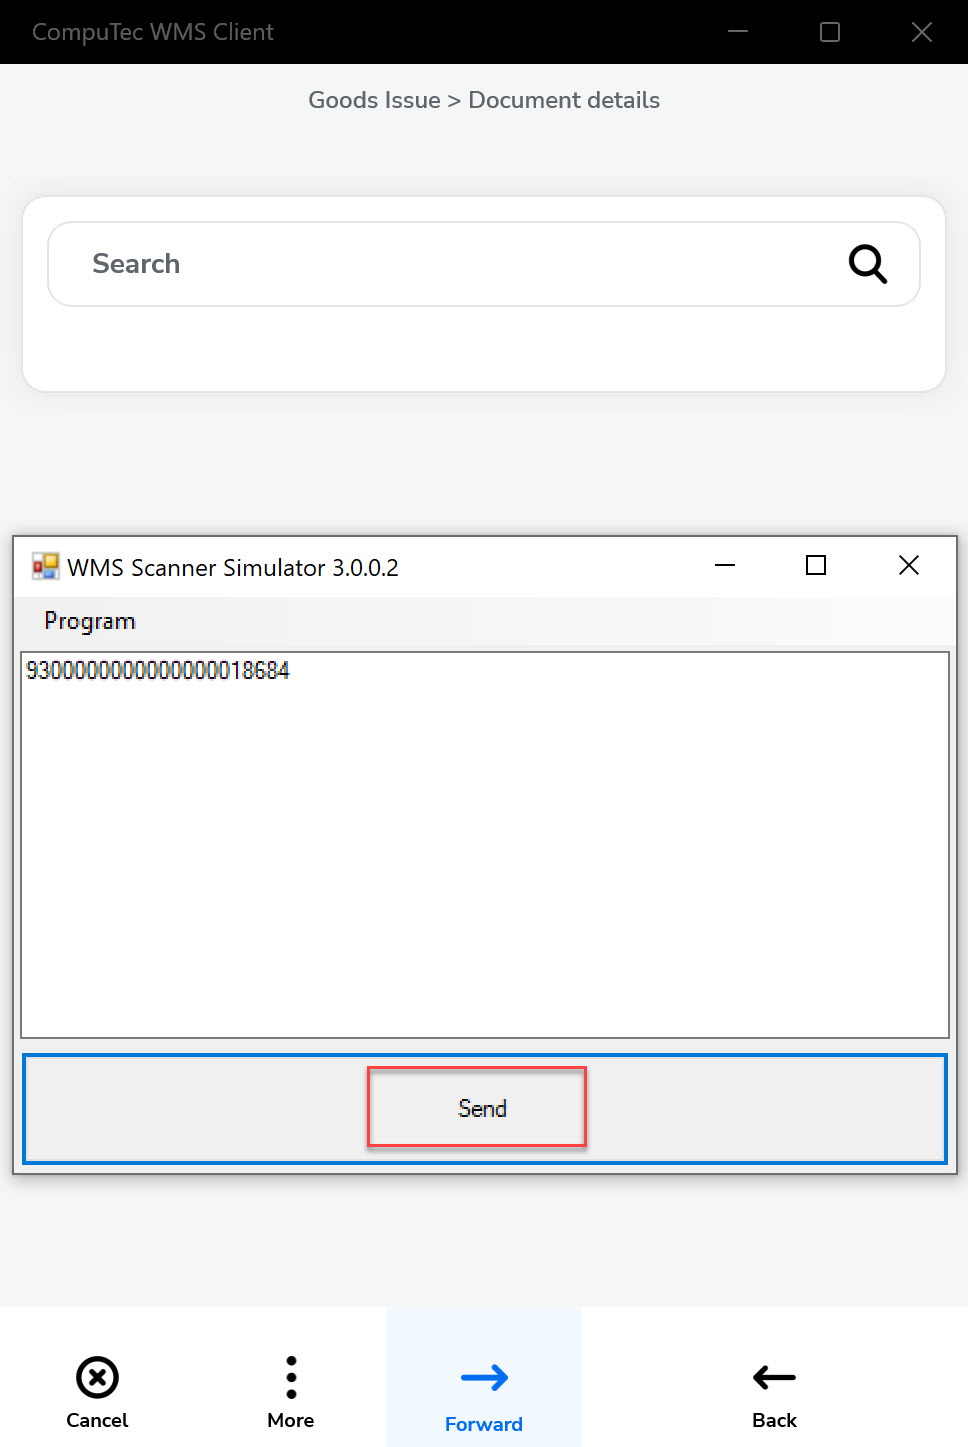 CompuTec WMS Client
Goods Issue > Document details
Search
WMS Scanner Simulator 3.0.0.2
Program
9300000000000000018684
Send
Cancel
More
Forward
Back